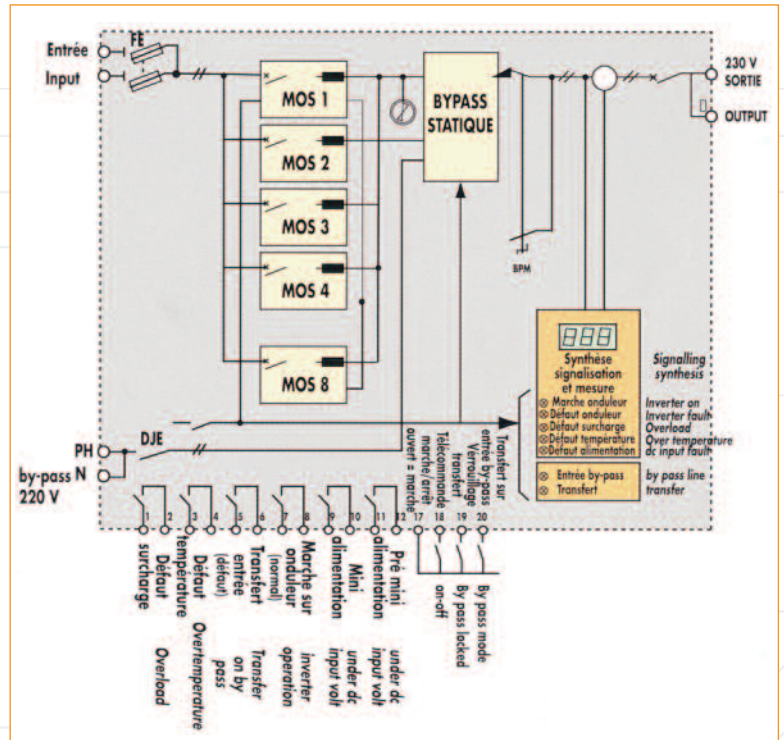 Entrée
Input
FE
MOS 1
MOS 2
MOS 3
MOS 4
MOS 8
BYPASS
STATIQUE
230 V
SORTIE
OUTPUT
BPM
888
Synthèse
signalisation
et mesure
Signalling
synthesis
Marche onduleur
Inverter on
Défaut onduleur
Inverter fault
Défaut surcharge
Overload
Défaut température
Over temperature
Défaut alimentation
dc input fault
Entrée by-pass
by pass line
Transfert
transfer
DJE
PH
by-pass N
220 V
Télécommande
marche/arrêt
ouvert = marche
Verrouillage
transfert
Transfert sur
entrée by-pass
1
2
3
4
5
6
7
8
9
10
11
12
17
18
19
20
Défaut
surcharge
Défaut
température
Transfert
entrée
(défaut)
Marche sur
onduleur
(normal)
Mini
alimentation
Pré mini
alimentation
on-off
By pass locked
By pass mode
Overload
Overtemperature
Transfer
on by
pass
inverter
operation
under dc
input volt
under dc
input volt